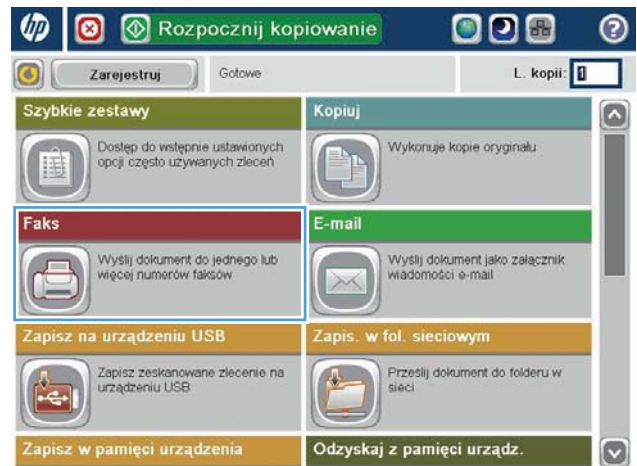 hp
Rozpocznij kopiowanie
?
Zarejestruj
Gotowe
L. kopii: 1
Szybkie zestawy
Dostęp do wstępnie ustawionych
opcji często używanych zleceń
Kopiuj
Wykonuje kopie oryginału
Faks
Wyślij dokument do jednego lub
więcej numerów faksów
E-mail
Wyślij dokument jako załącznik
wiadomości e-mail
Zapisz na urządzeniu USB
Zapisz zeskanowane zlecenie na
urządzeniu USB
Zapis. w fol. sieciowym
Prześlij dokument do folderu w
sieci
Zapisz w pamięci urządzenia
Odzyskaj z pamięci urządz.